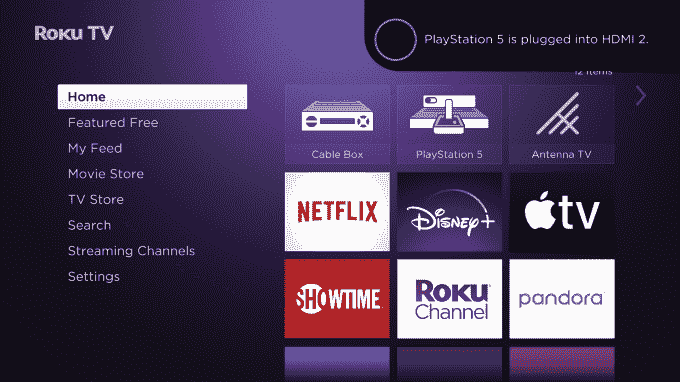 Roku TV
PlayStation 5 is plugged into HDMI 2.
12 items
Home
Featured Free
My Feed
Movie Store
TV Store
Search
Streaming Channels
Settings
Cable Box
PlayStation 5
Antenna TV
NETFLIX
Disney+
tv
SHOWTIME
Roku
Channel
pandora